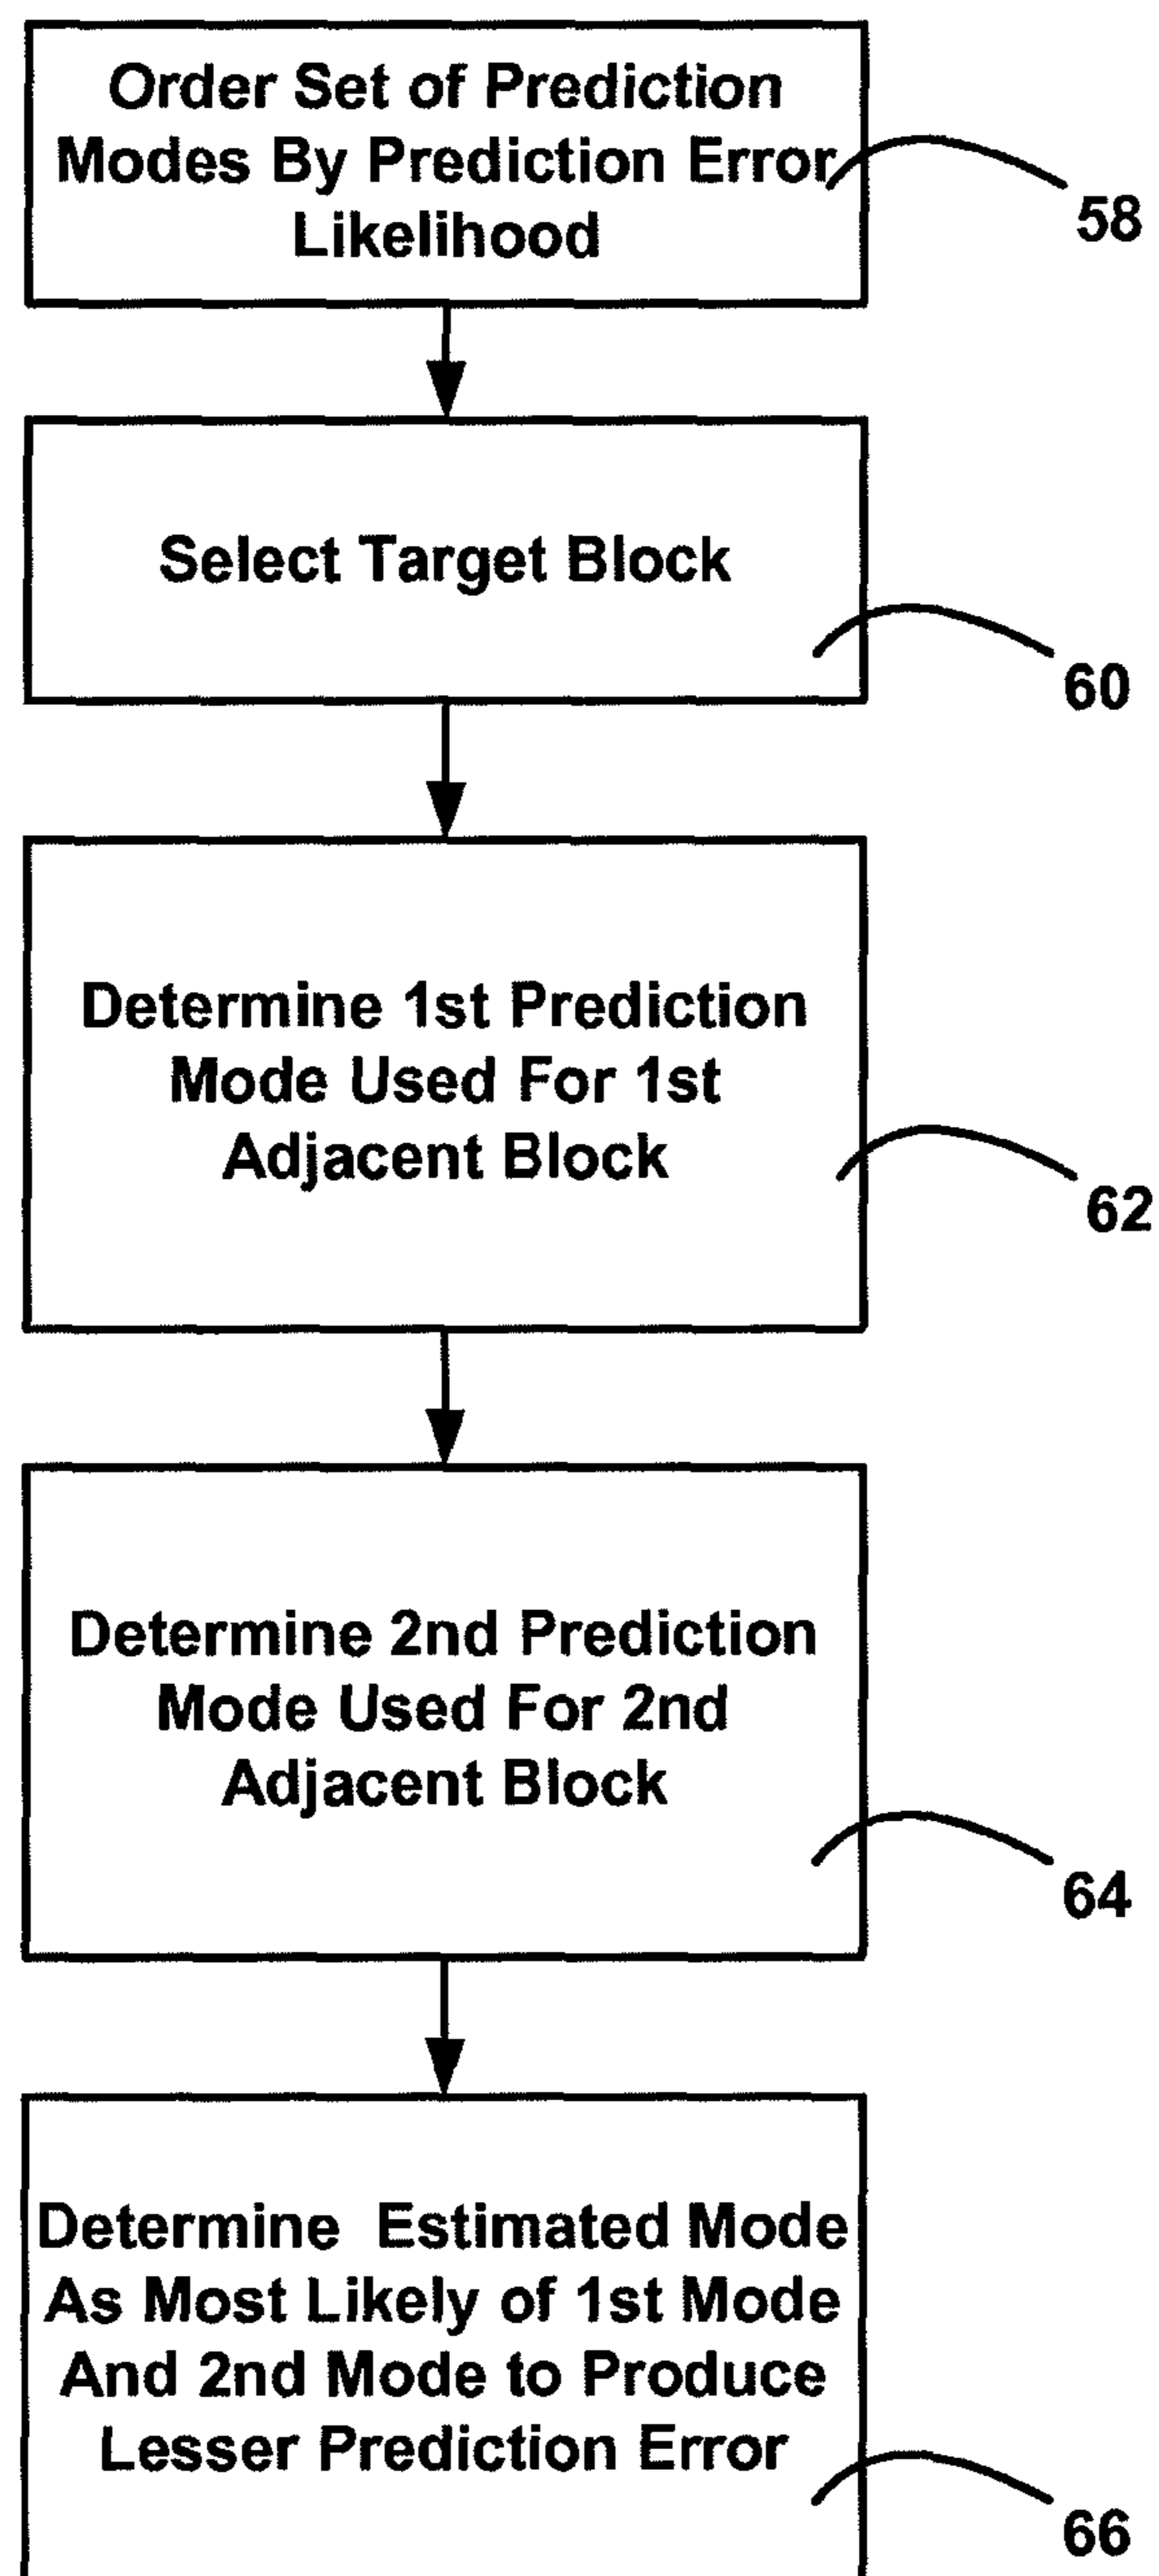 Order Set of Prediction
Modes By Prediction Error
Likelihood
58
Select Target Block
60
Determine 1st Prediction
Mode Used For 1st
Adjacent Block
62
Determine 2nd Prediction
Mode Used For 2nd
Adjacent Block
64
Determine Estimated Mode
As Most Likely of 1st Mode
And 2nd Mode to Produce
Lesser Prediction Error
66